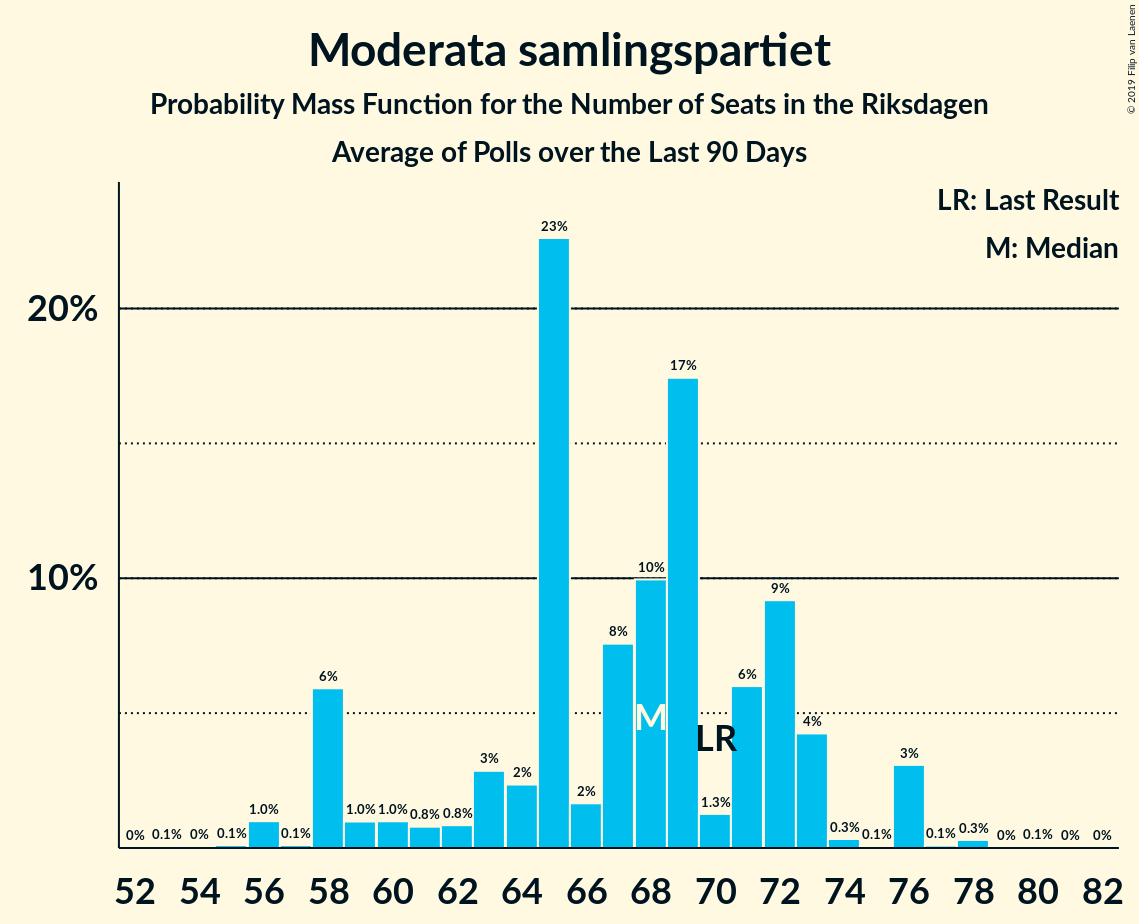 © 2019 Filip van Laenen
Moderata samlingspartiet
Probability Mass Function for the Number of Seats in the Riksdagen
Average of Polls over the Last 90 Days
LR: Last Result
M: Median
20%
10%
0% 0.1% 0% 0.1% 1.0% 0.1% 6% 1.0% 1.0% 0.8% 0.8% 3% 2% 23% 2% 8% 10% 17% 1.3% 6% 9% 4% 0.3% 0.1% 3% 0.1% 0.3% 0% 0.1% 0% 0%
M LR
52 54 56 58 60 62 64 66 68 70 72 74 76 78 80 82